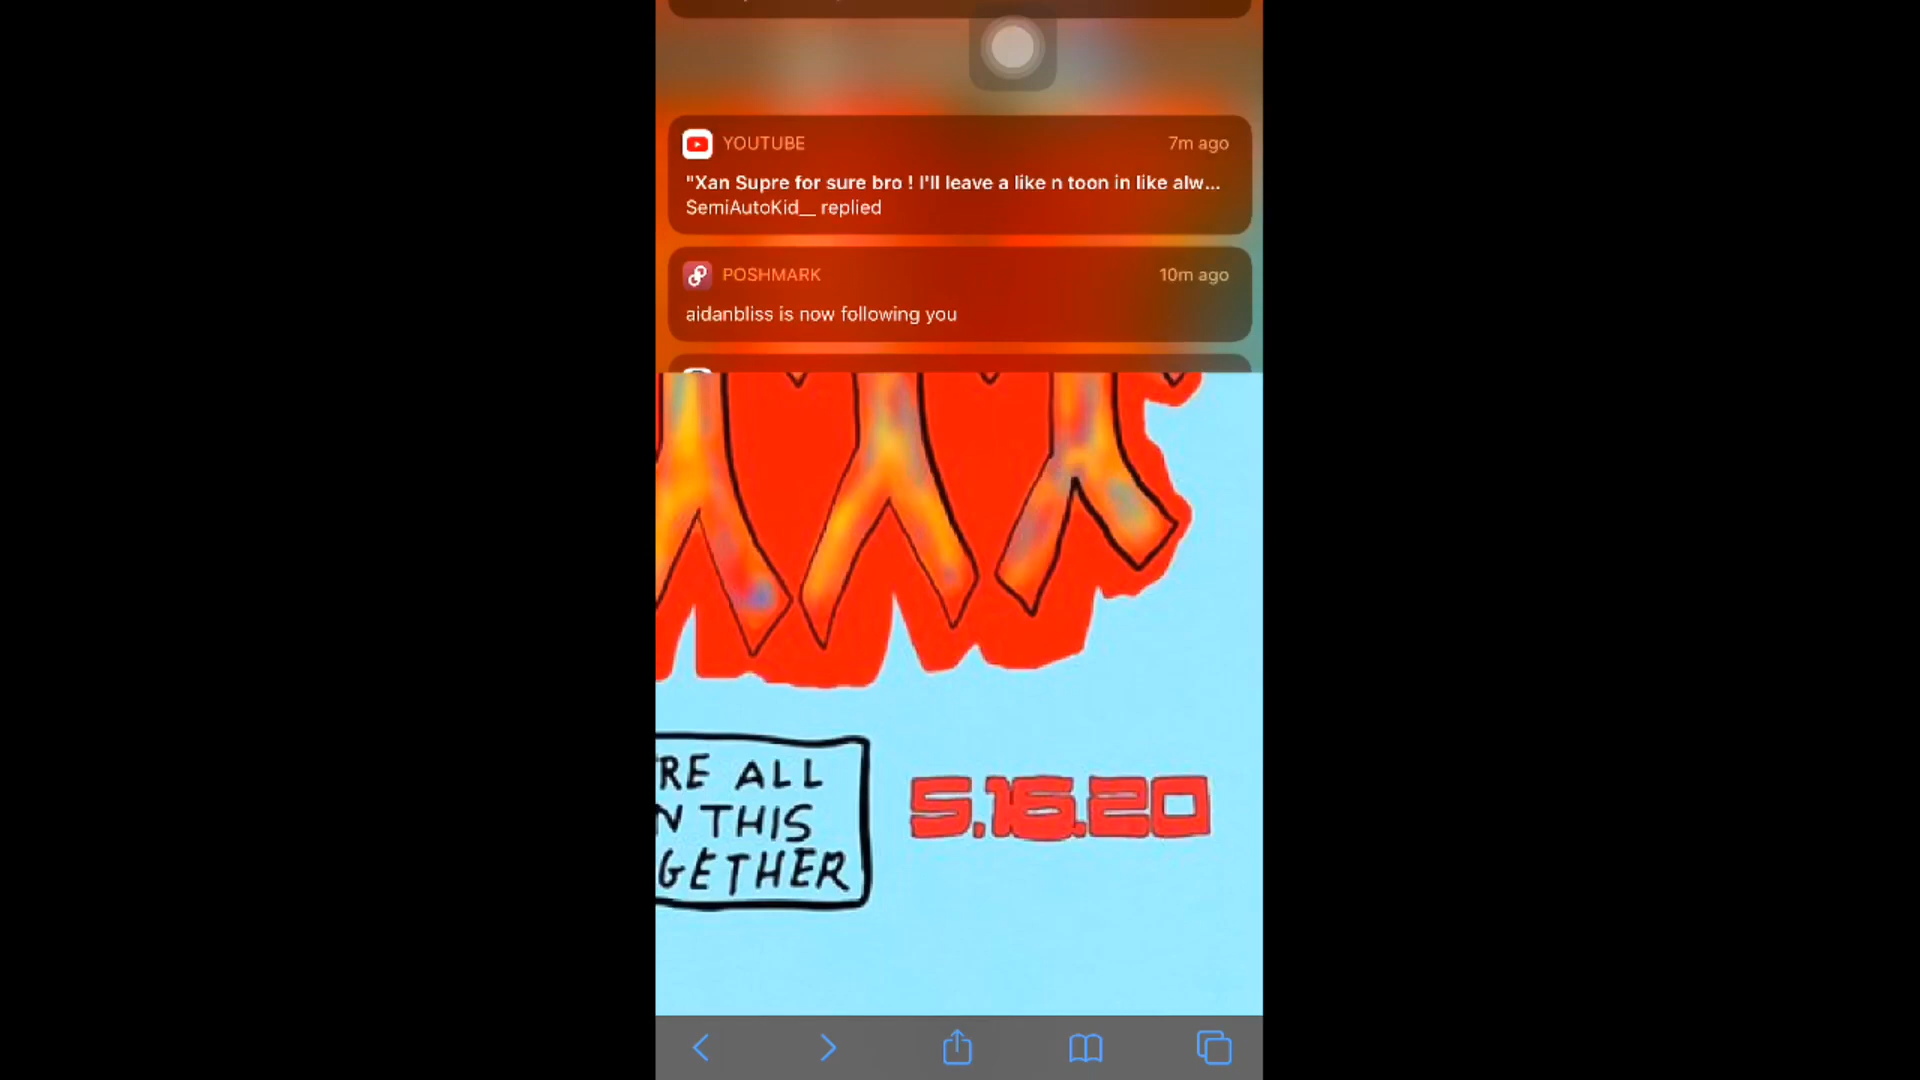 YOUTUBE
7m ago
"Xan Supre for sure bro ! I'll leave a like n toon in like alw...
SemiAutoKid__ replied
POSHMARK
10m ago
aidanbliss is now following you
RE ALL
N THIS
GETHER
5.16.20